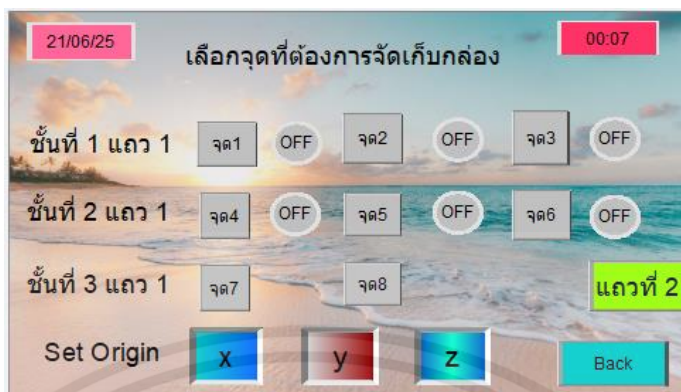 21/06/25
เลือกจุดที่ต้องการจัดเก็บกล่อง
00:07
ชั้นที่ 1 แถว 1 จุด1 OFF จุด2 OFF จุด3 OFF
ชั้นที่ 2 แถว 1 จุด4 OFF จุด5 OFF จุด6 OFF
ชั้นที่ 3 แถว 1 จุด7 จุด8 แถวที่ 2
Set Origin x y z Back